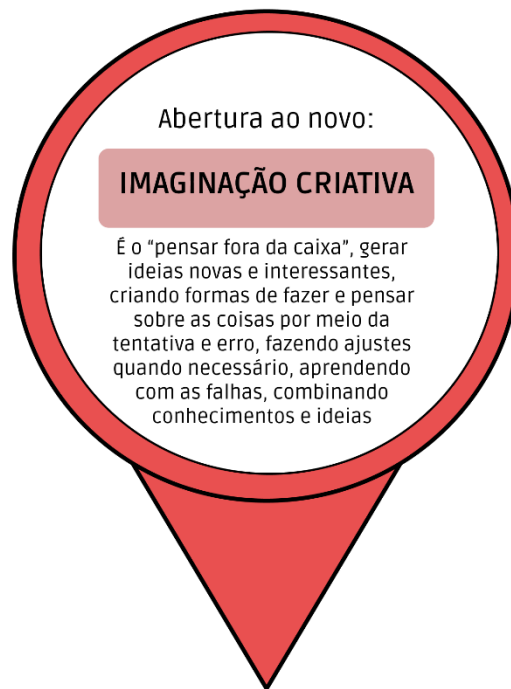 Abertura ao novo:
IMAGINAÇÃO CRIATIVA
É o “pensar fora da caixa”, gerar
ideias novas e interessantes,
criando formas de fazer e pensar
sobre as coisas por meio da
tentativa e erro, fazendo ajustes
quando necessário, aprendendo
com as falhas, combinando
conhecimentos e ideias